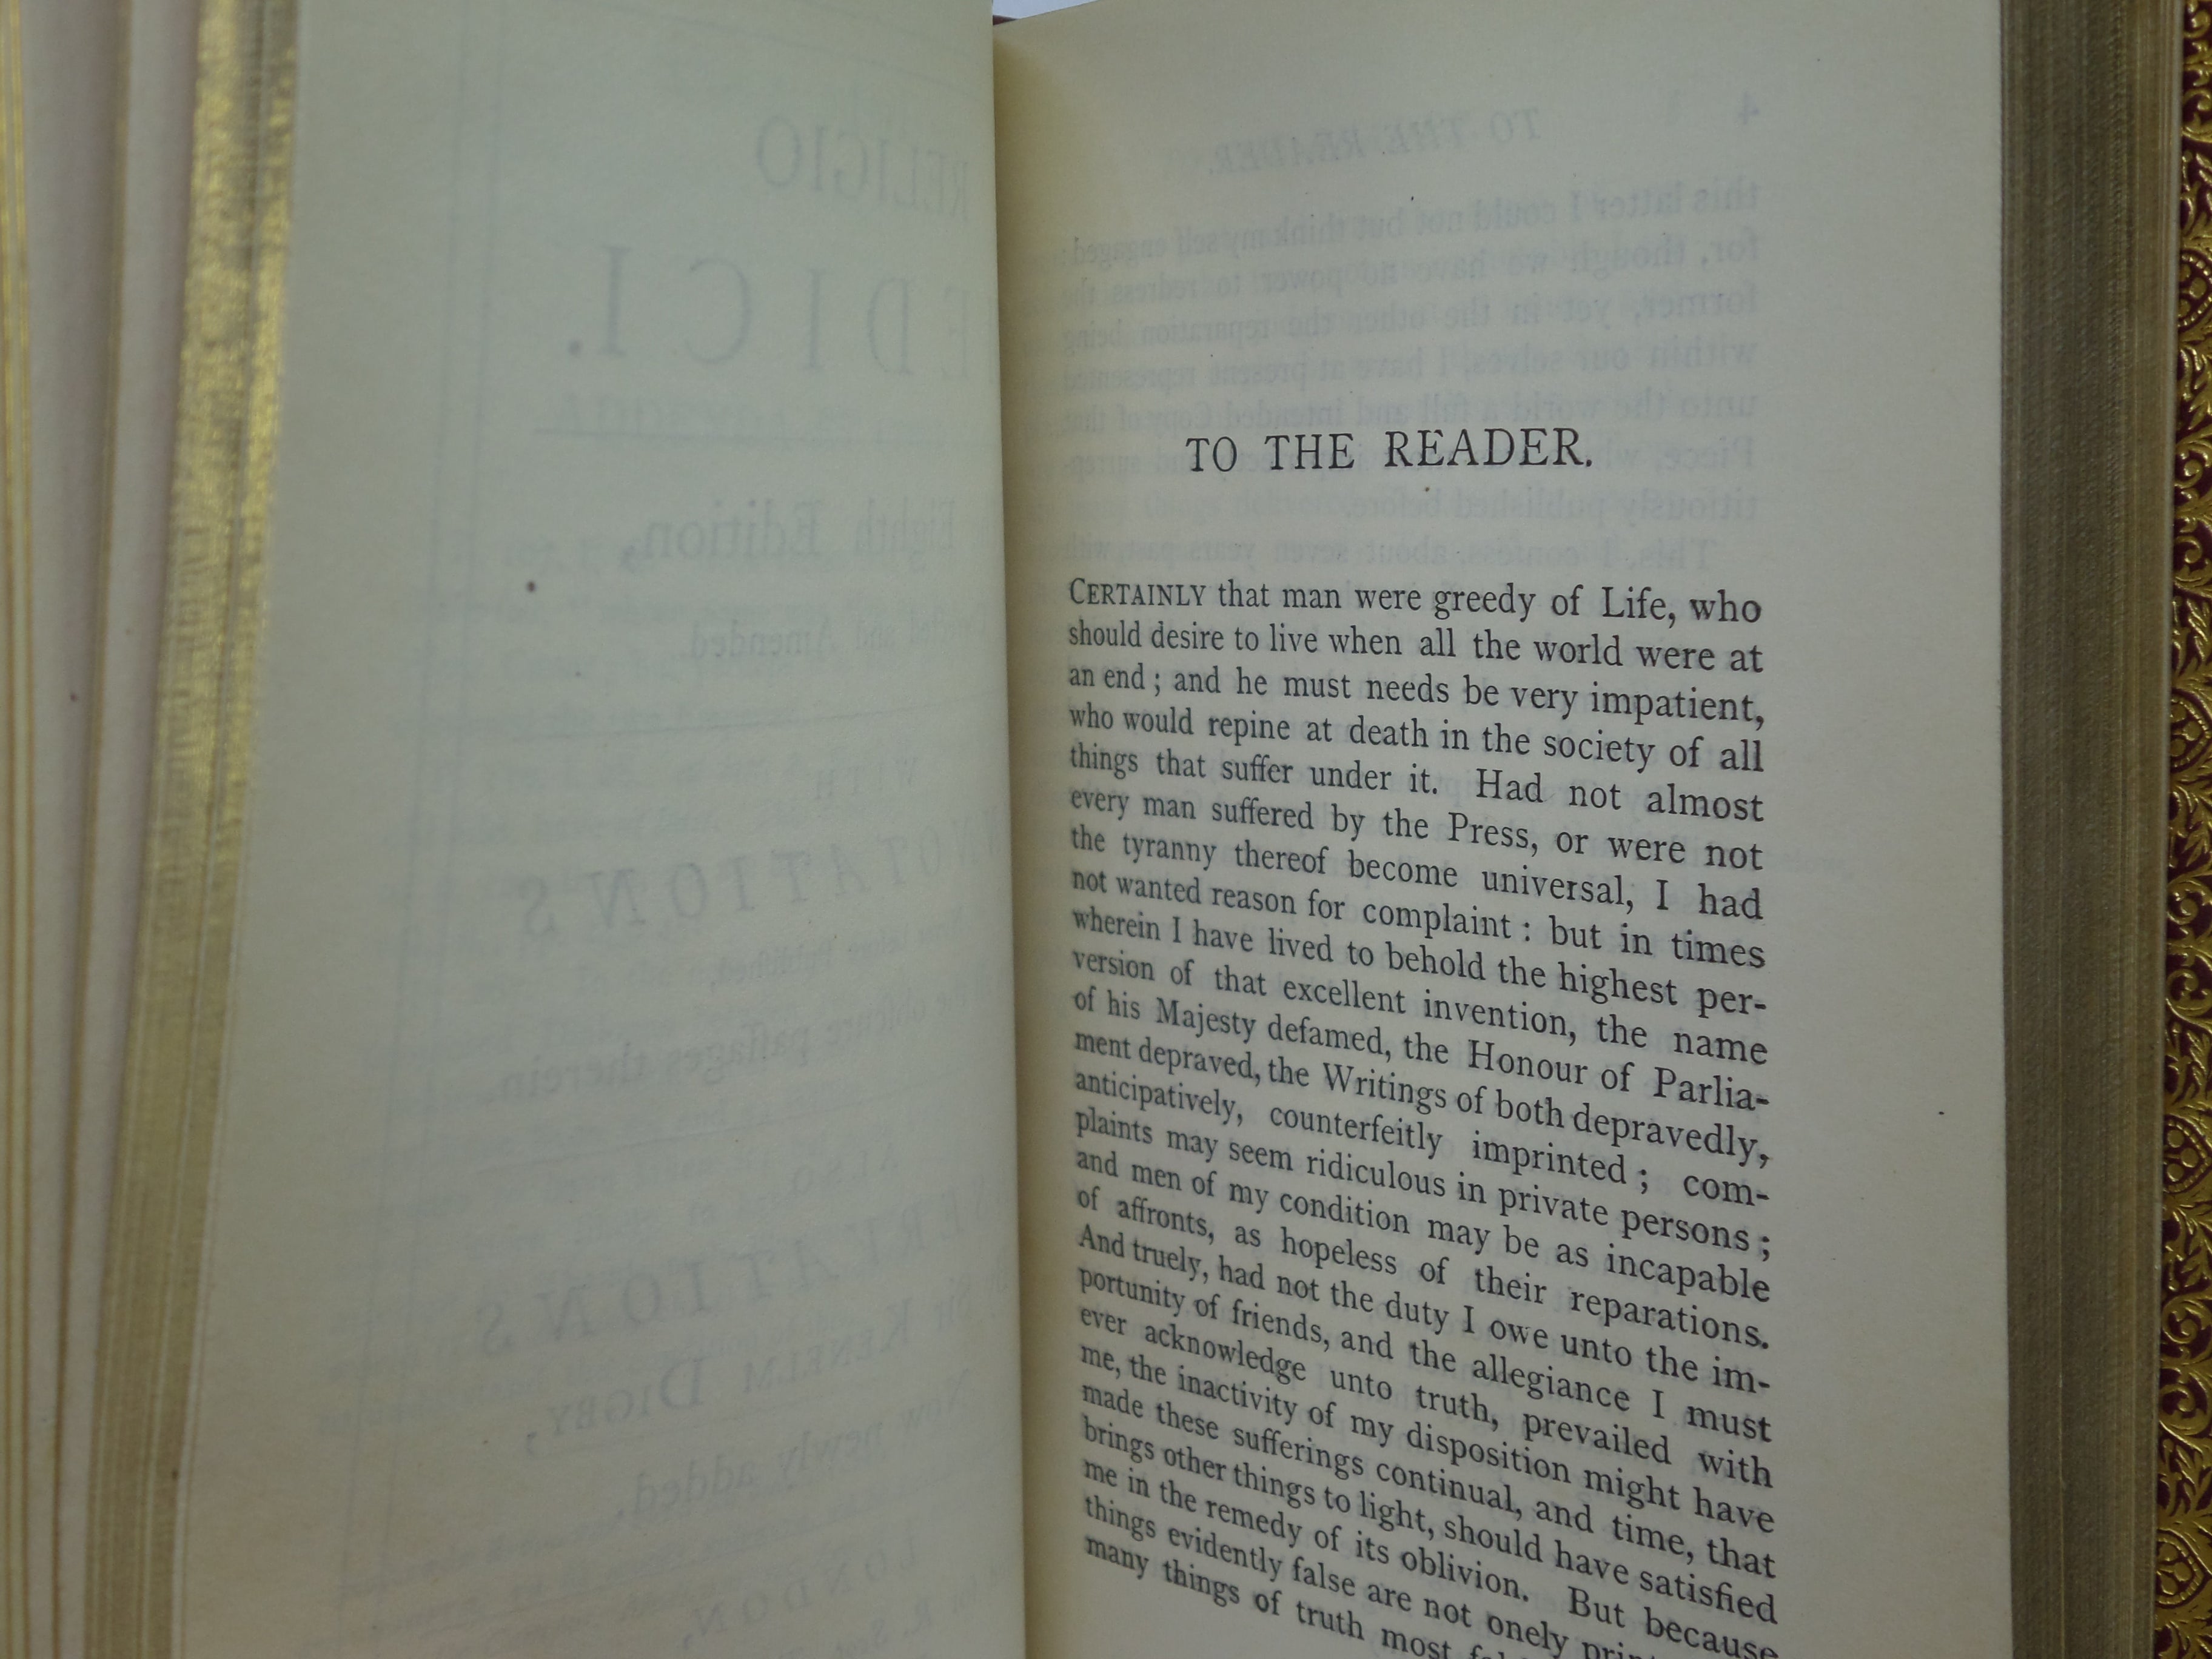 TO THE READER.
CERTAINLY that man were greedy of Life, who
should desire to live when all the world were at
an end ; and he must needs be very impatient,
who would repine at death in the society of all
things that suffer under it. Had not almost
every man suffered by the Press, or were not
the tyranny thereof become universal, I had
not wanted reason for complaint : but in times
wherein I have lived to behold the highest per-
version of that excellent invention, the name
of his Majesty defamed, the Honour of Parlia-
ment depraved, the Writings of both depravedly,
anticipatively, counterfeitly imprinted ; com-
plaints may seem ridiculous in private persons ;
and men of my condition may be as incapable
of affronts, as hopeless of their reparations.
And truely, had not the duty I owe unto the im-
portunity of friends, and the allegiance I must
ever acknowledge unto truth, prevailed with
me, the inactivity of my disposition might have
made these sufferings continual, and time, that
brings other things to light, should have satisfied
me in the remedy of its oblivion. But because
things evidently false are not onely
many things of truth most